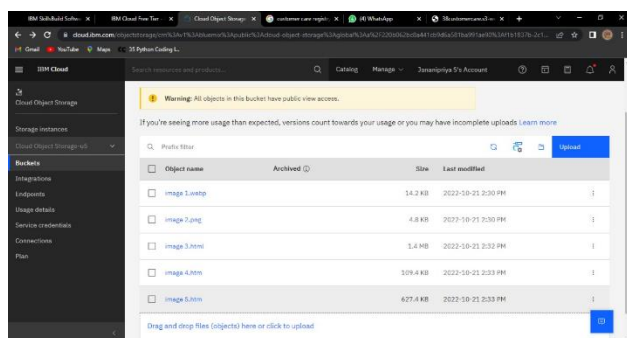 IBM SkillsBuild Softwa
IBM Cloud Free Tier
Cloud Object Storage
customer care registr
(4) WhatsApp
38customercare.s3
cloud.ibm.com/objectstorage/
Gmail
YouTube
Maps
35 Python Coding L...
IBM Cloud
Search resources and products...
Catalog
Manage
Jananipriya S's Account
Cloud Object Storage
Storage instances
Buckets
Integrations
Endpoints
Usage details
Service credentials
Connections
Plan
Warning: All objects in this bucket have public view access.
If you're seeing more usage than expected, versions count towards your usage or you may have incomplete uploads Learn more
Prefix filter
Upload
Object name Archived Size Last modified
image 1.webp 14.2 KB 2022-10-21 2:30 PM
image 2.png 4.8 KB 2022-10-21 2:30 PM
image 3.html 1.4 MB 2022-10-21 2:32 PM
image 4.htm 109.4 KB 2022-10-21 2:33 PM
image 5.htm 627.4 KB 2022-10-21 2:33 PM
Drag and drop files (objects) here or click to upload